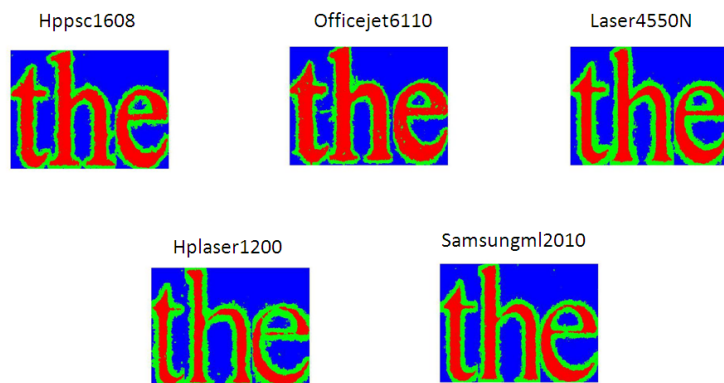 Hppsc1608
Officejet6110
Laser4550N
the
the
the
Hplaser1200
Samsungml2010
the
the